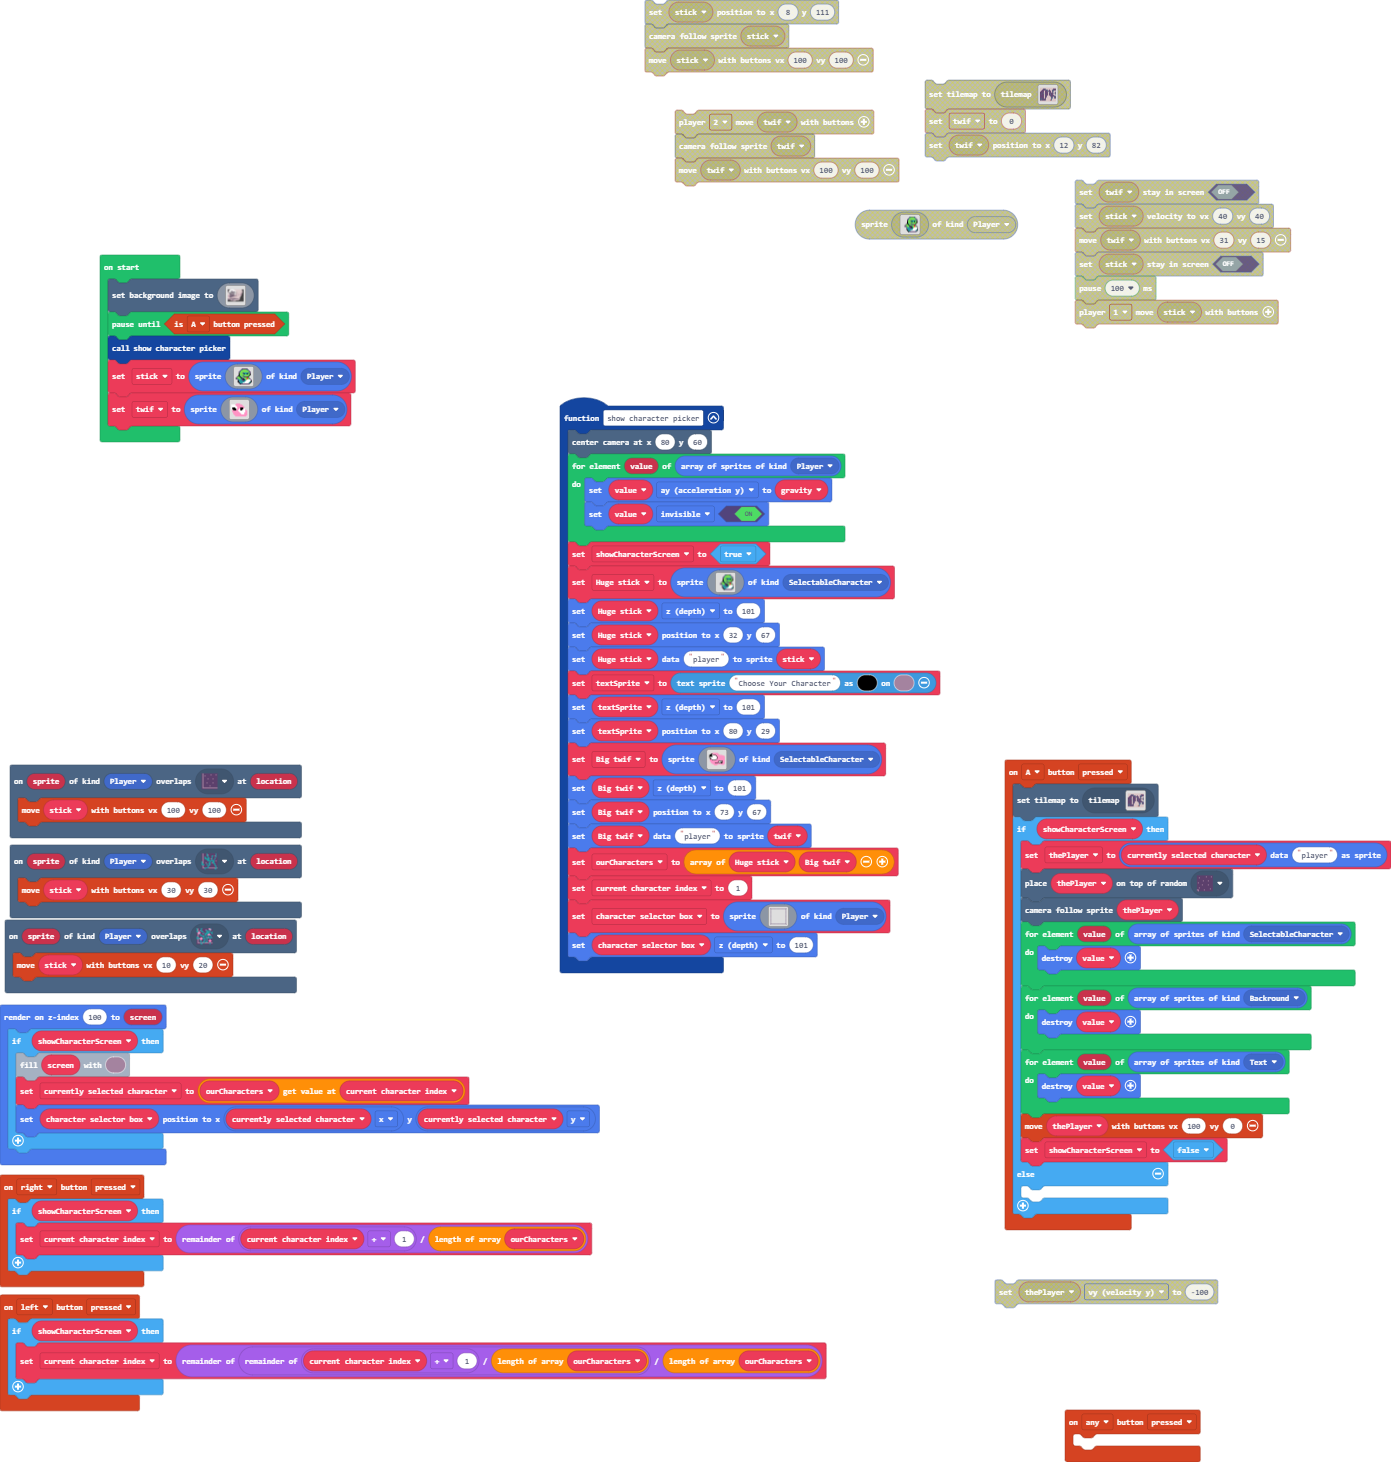 set stick position to x 8 y 111
camera follow sprite stick
move stick with buttons vx 100 vy 100
set tilemap to tilemap
set twif to 0
set twif position to x 12 y 82
player 2 move twif with buttons
camera follow sprite twif
move twif with buttons vx 100 vy 100
set twif stay in screen OFF
set stick velocity to vx 40 vy 40
move twif with buttons vx 31 vy 15
set stick stay in screen OFF
pause 100 ms
player 1 move stick with buttons
sprite of kind Player
on start
set background image to
pause until is A button pressed
call show character picker
set stick to sprite of kind Player
set twif to sprite of kind Player
function show character picker
center camera at x 80 y 60
for element value of array of sprites of kind Player
do set value ay (acceleration y) to gravity
set value invisible ON
set showCharacterScreen to true
set Huge stick to sprite of kind SelectableCharacter
set Huge stick z (depth) to 101
set Huge stick position to x 32 y 67
set Huge stick data "player" to sprite stick
set textSprite to text sprite "Choose Your Character" as on
set textSprite z (depth) to 101
set textSprite position to x 80 y 29
set Big twif to sprite of kind SelectableCharacter
set Big twif z (depth) to 101
set Big twif position to x 73 y 67
set Big twif data "player" to sprite twif
set ourCharacters to array of Huge stick Big twif
set current character index to 1
set character selector box to sprite of kind Player
set character selector box z (depth) to 101
on sprite of kind Player overlaps at location
move stick with buttons vx 100 vy 100
on sprite of kind Player overlaps at location
move stick with buttons vx 30 vy 30
on sprite of kind Player overlaps at location
move stick with buttons vx 10 vy 20
render on z-index 100 to screen
if showCharacterScreen then
fill screen with
set currently selected character to ourCharacters get value at current character index
set character selector box position to x currently selected character x y currently selected character y
on right button pressed
if showCharacterScreen then
set current character index to remainder of current character index + 1 / length of array ourCharacters
on left button pressed
if showCharacterScreen then
set current character index to remainder of remainder of current character index + 1 / length of array ourCharacters / length of array ourCharacters
on A button pressed
set tilemap to tilemap
if showCharacterScreen then
set thePlayer to currently selected character data "player" as sprite
place thePlayer on top of random
camera follow sprite thePlayer
for element value of array of sprites of kind SelectableCharacter
do destroy value
for element value of array of sprites of kind Backround
do destroy value
for element value of array of sprites of kind Text
do destroy value
move thePlayer with buttons vx 100 vy 0
set showCharacterScreen to false
else
set thePlayer vy (velocity y) to -100
on any button pressed